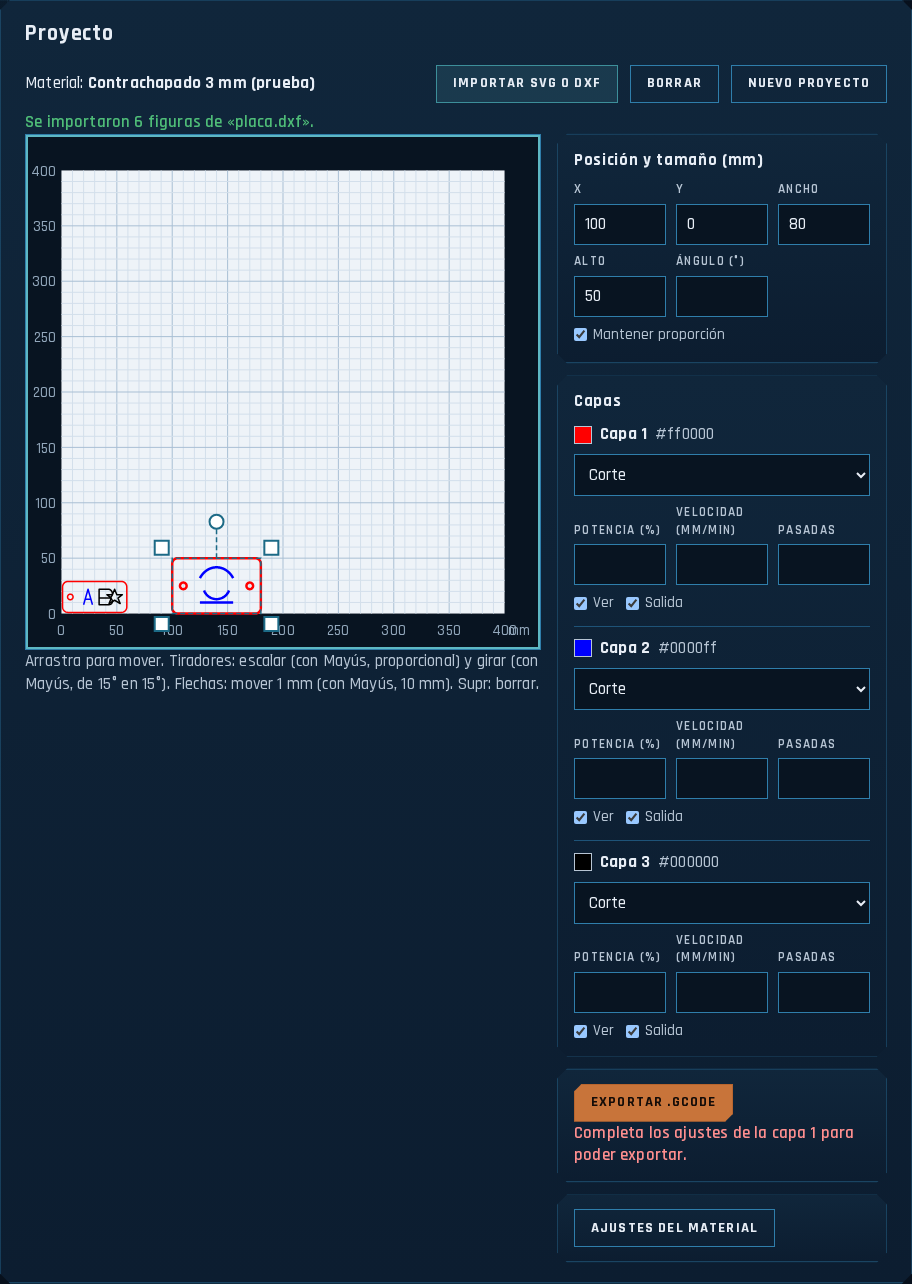 Proyecto
Material: Contrachapado 3 mm (prueba)
IMPORTAR SVG O DXF
BORRAR
NUEVO PROYECTO
Se importaron 6 figuras de «placa.dxf».
400
350
300
250
200
150
100
50
0
A B
0 50 100 150 200 250 300 350 400 mm
Arrastra para mover. Tiradores: escalar (con Mayús, proporcional) y girar (con
Mayús, de 15° en 15°). Flechas: mover 1 mm (con Mayús, 10 mm). Supr: borrar.
Posición y tamaño (mm)
X Y ANCHO
100 0 80
ALTO ÁNGULO (°)
50
Mantener proporción
Capas
Capa 1 #ff0000
Corte
POTENCIA (%) VELOCIDAD (MM/MIN) PASADAS
Ver Salida
Capa 2 #0000ff
Corte
POTENCIA (%) VELOCIDAD (MM/MIN) PASADAS
Ver Salida
Capa 3 #000000
Corte
POTENCIA (%) VELOCIDAD (MM/MIN) PASADAS
Ver Salida
EXPORTAR .GCODE
Completa los ajustes de la capa 1 para
poder exportar.
AJUSTES DEL MATERIAL